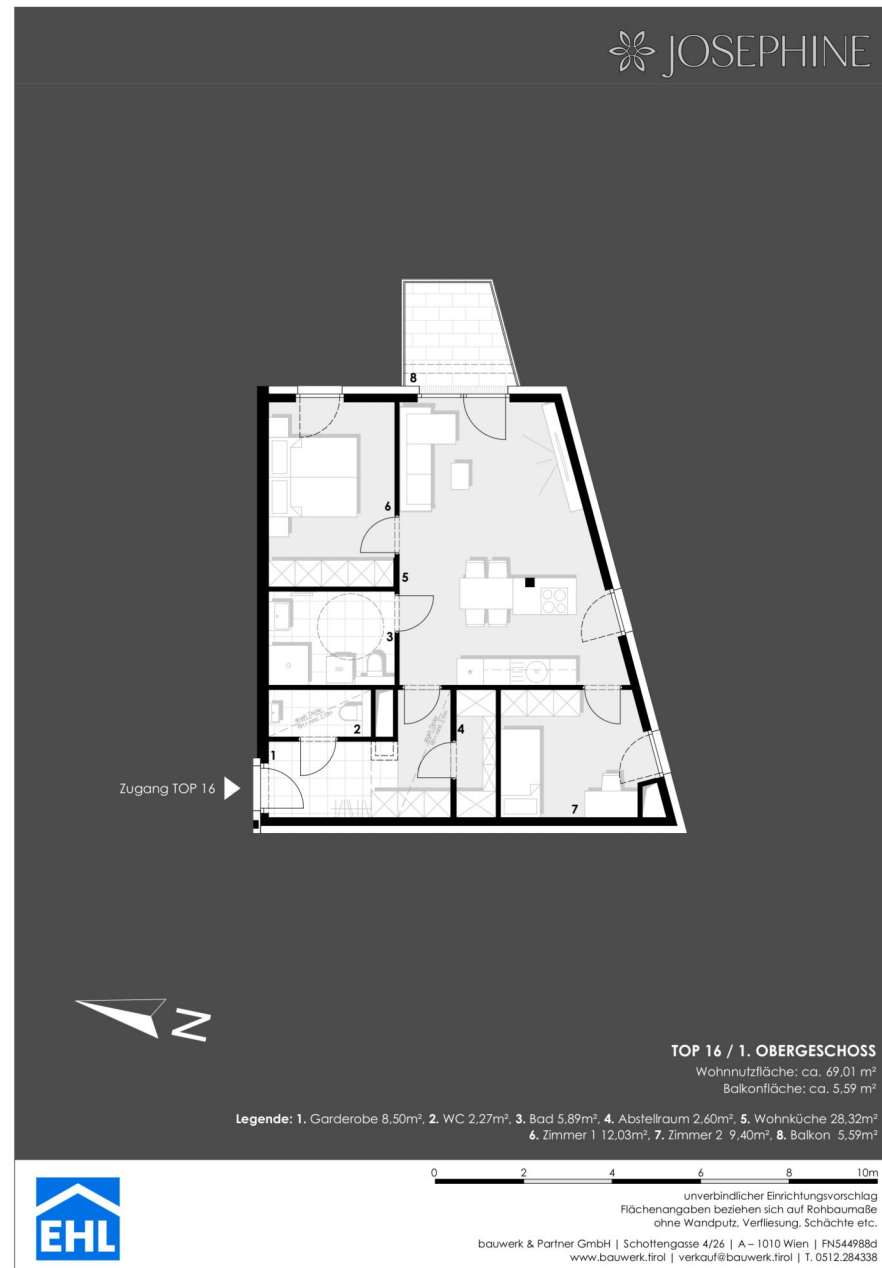 JOSEPHINE
8
6
5
3
2
4
1
7
Zugang TOP 16
N
TOP 16 / 1. OBERGESCHOSS
Wohnnutzfläche: ca. 69,01 m²
Balkonfläche: ca. 5,59 m²
Legende: 1. Garderobe 8,50m², 2. WC 2,27m², 3. Bad 5,89m², 4. Abstellraum 2,60m², 5. Wohnküche 28,32m²
6. Zimmer 1 12,03m², 7. Zimmer 2 9,40m², 8. Balkon 5,59m²
0 2 4 6 8 10m
unverbindlicher Einrichtungsvorschlag
Flächenangaben beziehen sich auf Rohbaumaße
ohne Wandputz, Verfliesung, Schächte etc.
EHL
bauwerk & Partner GmbH | Schottengasse 4/26 | A – 1010 Wien | FN544988d
www.bauwerk.tirol | verkauf@bauwerk.tirol | T. 0512.284338